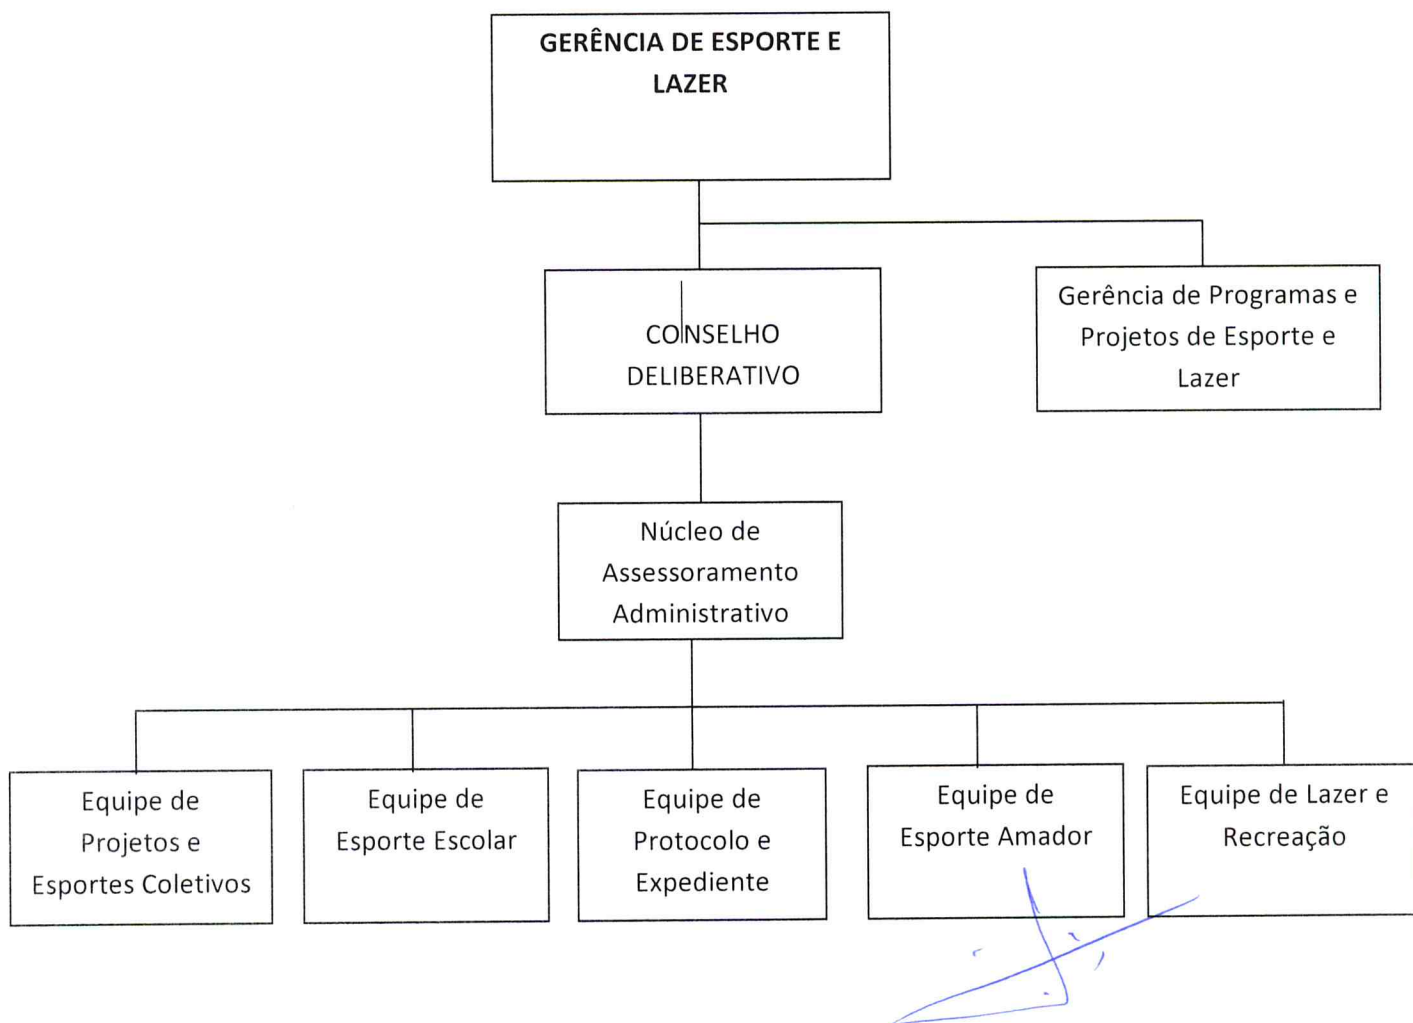 GERÊNCIA DE ESPORTE E
LAZER
CONSELHO
DELIBERATIVO
Gerência de Programas e
Projetos de Esporte e
Lazer
Núcleo de
Assessoramento
Administrativo
Equipe de
Projetos e
Esportes Coletivos
Equipe de
Esporte Escolar
Equipe de
Protocolo e
Expediente
Equipe de
Esporte Amador
Equipe de Lazer e
Recreação